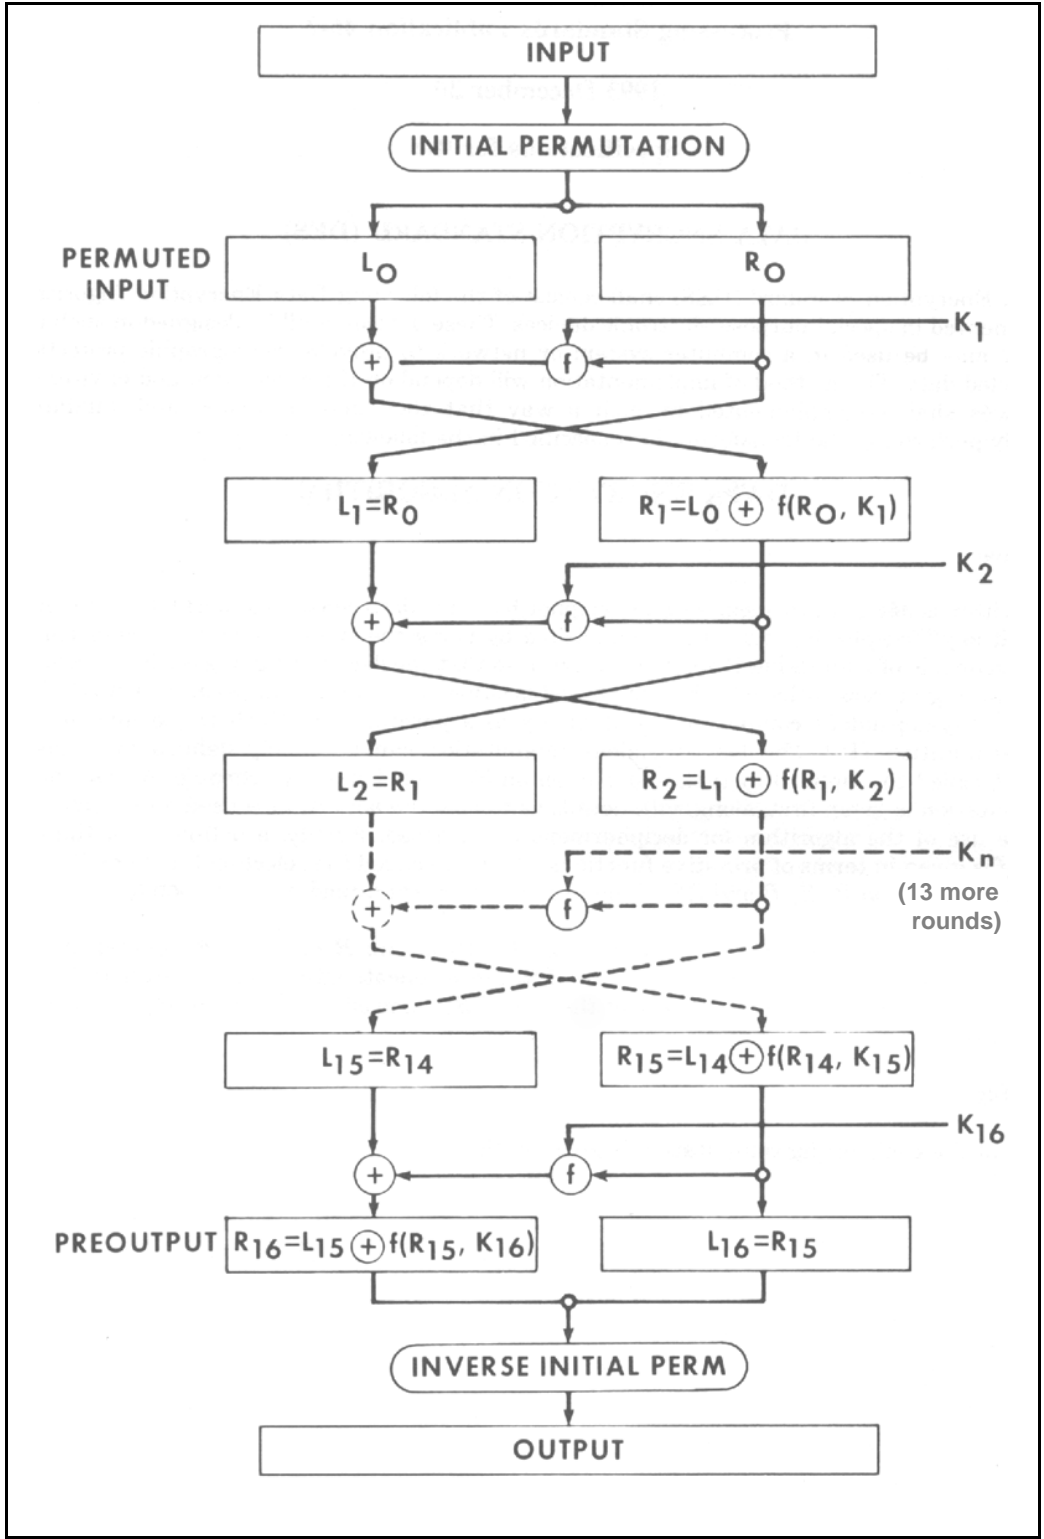 INPUT
INITIAL PERMUTATION
PERMUTED
INPUT
L0
R0
K1
+
f
L1=R0
R1=L0 ⊕ f(R0, K1)
K2
+
f
L2=R1
R2=L1 ⊕ f(R1, K2)
Kn
(13 more
rounds)
+
f
L15=R14
R15=L14 ⊕ f(R14, K15)
K16
+
f
PREOUTPUT
R16=L15 ⊕ f(R15, K16)
L16=R15
INVERSE INITIAL PERM
OUTPUT